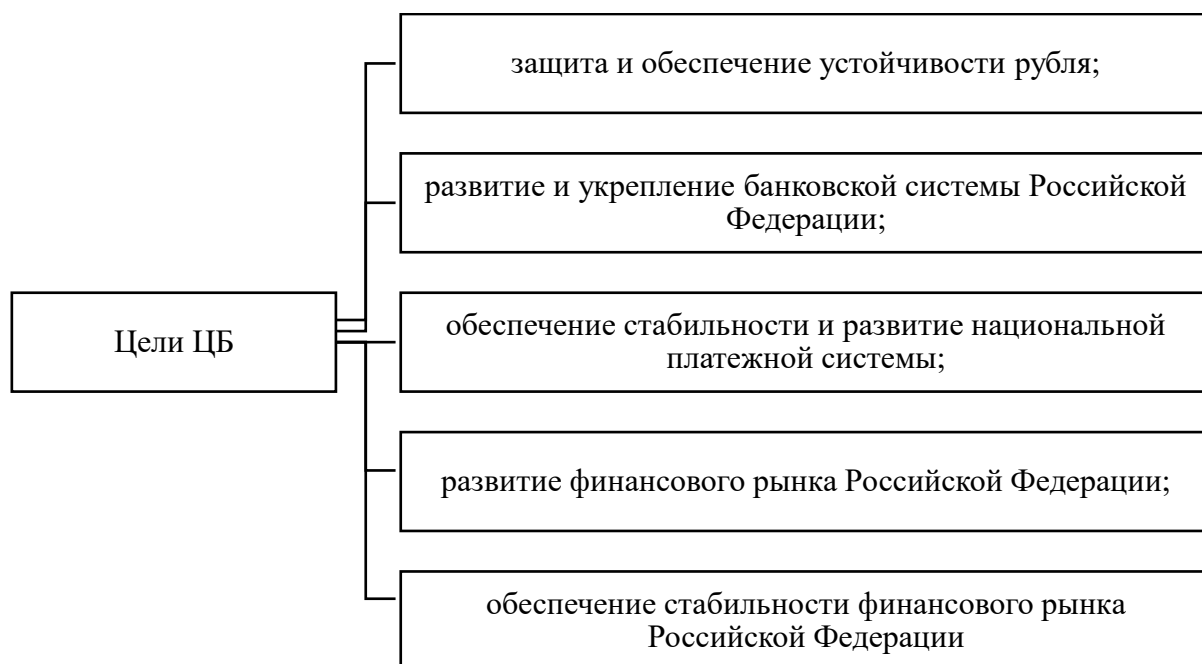 защита и обеспечение устойчивости рубля;
развитие и укрепление банковской системы Российской
Федерации;
Цели ЦБ
обеспечение стабильности и развитие национальной
платежной системы;
развитие финансового рынка Российской Федерации;
обеспечение стабильности финансового рынка
Российской Федерации